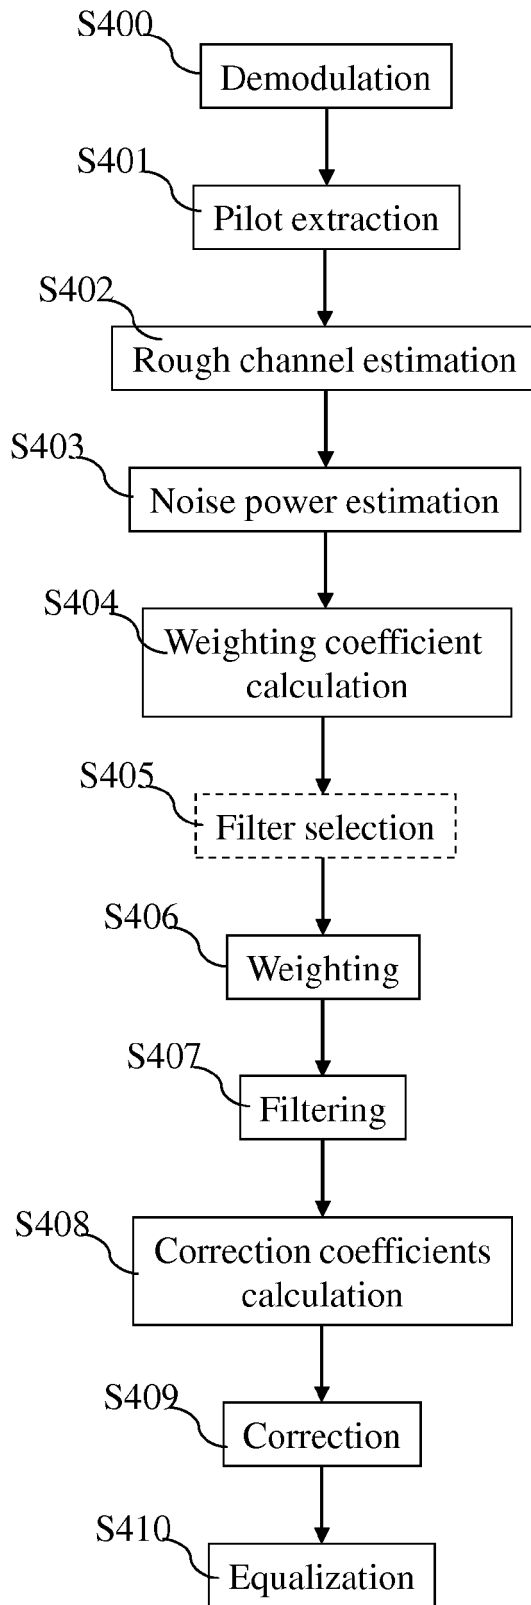 S400
Demodulation
S401
Pilot extraction
S402
Rough channel estimation
S403
Noise power estimation
S404
Weighting coefficient
calculation
S405
Filter selection
S406
Weighting
S407
Filtering
S408
Correction coefficients
calculation
S409
Correction
S410
Equalization